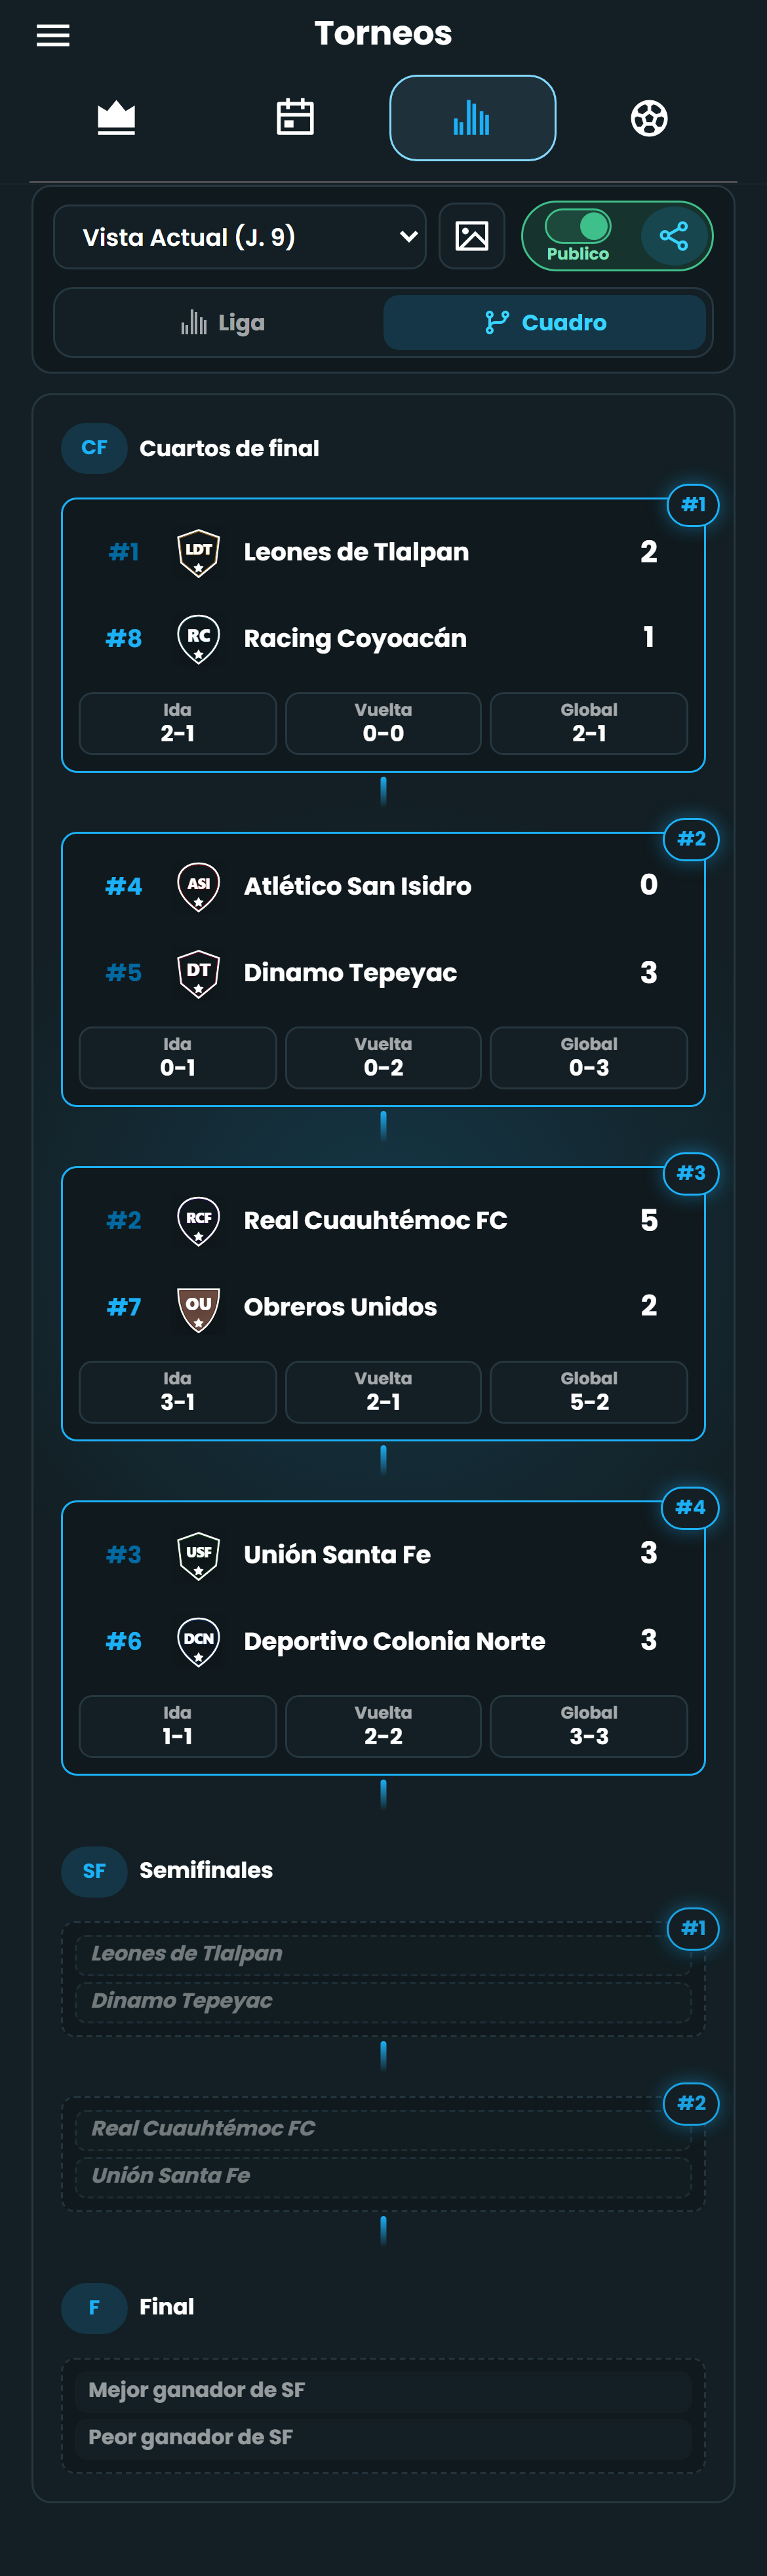 Torneos
Vista Actual (J. 9)
Publico
Liga
Cuadro
CF Cuartos de final
#1
#1 LDT Leones de Tlalpan 2
#8 RC Racing Coyoacán 1
Ida Vuelta Global
2-1 0-0 2-1
#2
#4 ASI Atlético San Isidro 0
#5 DT Dinamo Tepeyac 3
Ida Vuelta Global
0-1 0-2 0-3
#3
#2 RCF Real Cuauhtémoc FC 5
#7 OU Obreros Unidos 2
Ida Vuelta Global
3-1 2-1 5-2
#4
#3 USF Unión Santa Fe 3
#6 DCN Deportivo Colonia Norte 3
Ida Vuelta Global
1-1 2-2 3-3
SF Semifinales
#1
Leones de Tlalpan
Dinamo Tepeyac
#2
Real Cuauhtémoc FC
Unión Santa Fe
F Final
Mejor ganador de SF
Peor ganador de SF